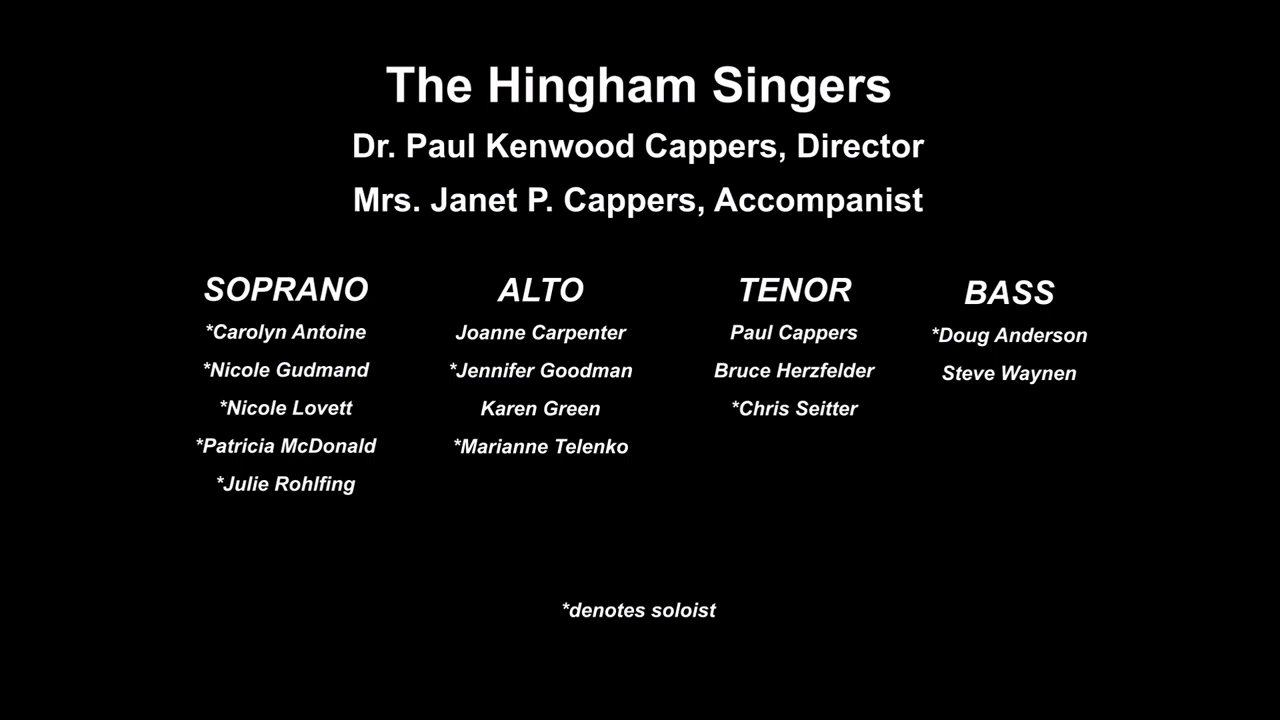 The Hingham Singers
Dr. Paul Kenwood Cappers, Director
Mrs. Janet P. Cappers, Accompanist
SOPRANO
*Carolyn Antoine
*Nicole Gudmand
*Nicole Lovett
*Patricia McDonald
*Julie Rohlfing
ALTO
Joanne Carpenter
*Jennifer Goodman
Karen Green
*Marianne Telenko
TENOR
Paul Cappers
Bruce Herzfelder
*Chris Seitter
BASS
*Doug Anderson
Steve Waynen
*denotes soloist